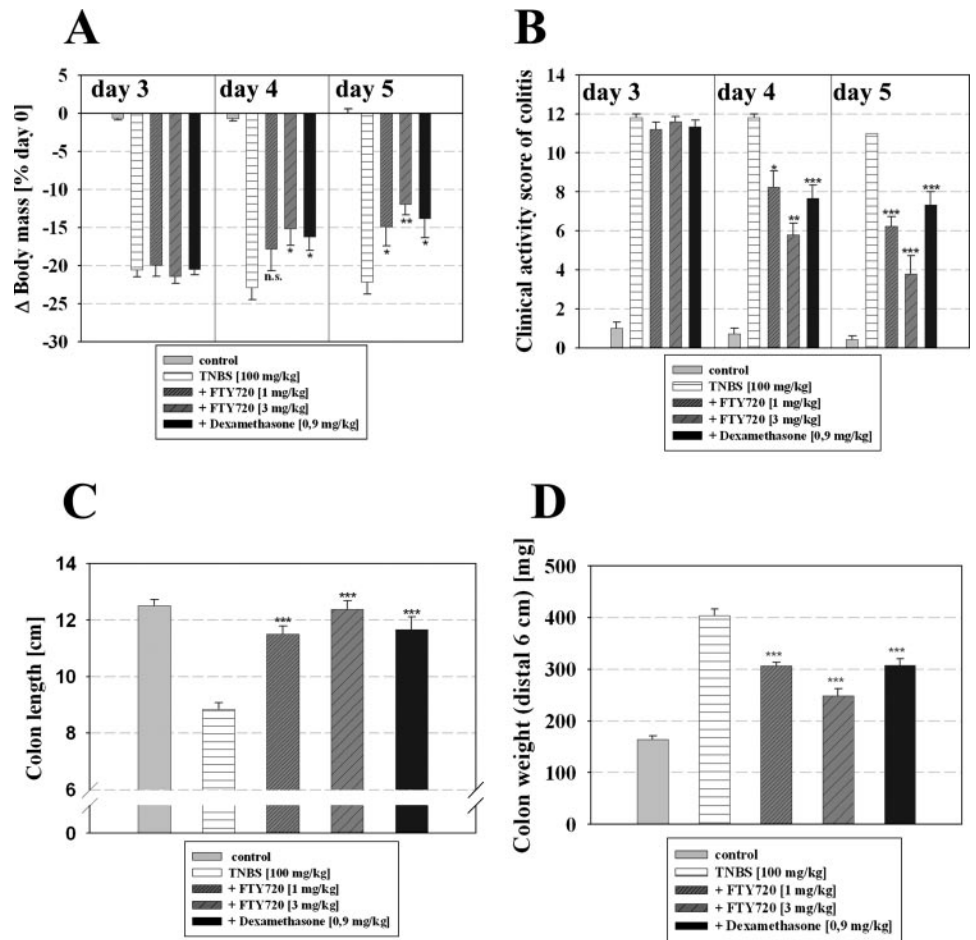 A
Δ Body mass [% day 0]
5
0
-5
-10
-15
-20
-25
-30
day 3
day 4
day 5
n.s.
*
*
*
**
*
control
TNBS [100 mg/kg]
+ FTY720 [1 mg/kg]
+ FTY720 [3 mg/kg]
+ Dexamethasone [0,9 mg/kg]
B
Clinical activity score of colitis
14
12
10
8
6
4
2
0
day 3
day 4
day 5
*
**
***
***
***
***
control
TNBS [100 mg/kg]
+ FTY720 [1 mg/kg]
+ FTY720 [3 mg/kg]
+ Dexamethasone [0,9 mg/kg]
C
Colon length [cm]
14
12
10
8
6
0
***
***
***
control
TNBS [100 mg/kg]
+ FTY720 [1 mg/kg]
+ FTY720 [3 mg/kg]
+ Dexamethasone [0,9 mg/kg]
D
Colon weight (distal 6 cm) [mg]
500
400
300
200
100
0
***
***
***
control
TNBS [100 mg/kg]
+ FTY720 [1 mg/kg]
+ FTY720 [3 mg/kg]
+ Dexamethasone [0,9 mg/kg]